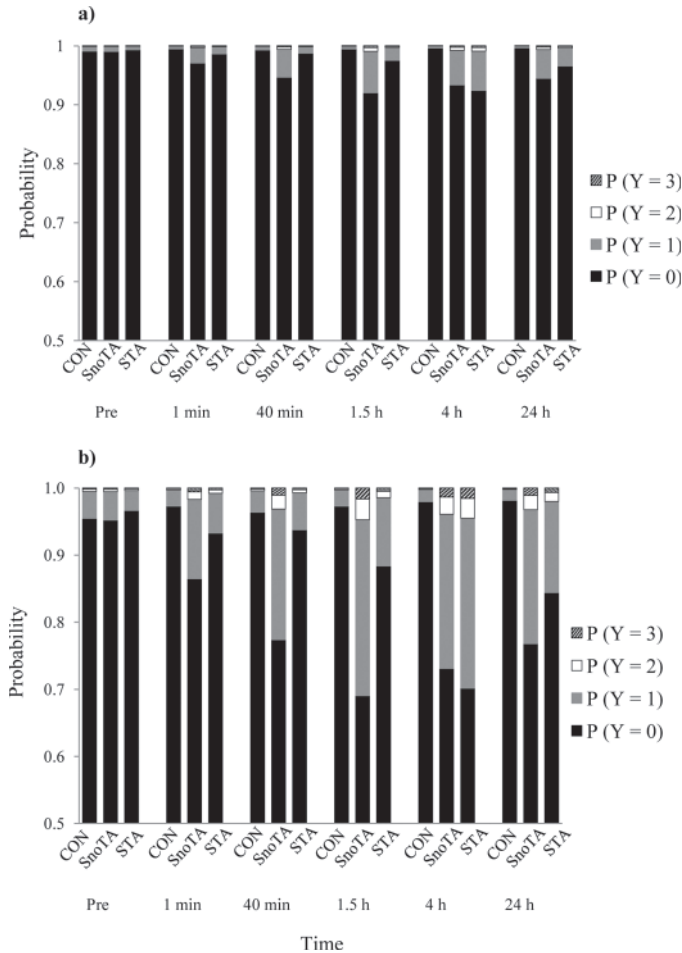 a)
1
0.9
0.8
0.7
0.6
0.5
Probability
CON SnoTA STA CON SnoTA STA CON SnoTA STA CON SnoTA STA CON SnoTA STA CON SnoTA STA
Pre 1 min 40 min 1.5 h 4 h 24 h
P (Y = 3)
P (Y = 2)
P (Y = 1)
P (Y = 0)
b)
1.0
0.9
0.8
0.7
0.6
0.5
Probability
CON SnoTA STA CON SnoTA STA CON SnoTA STA CON SnoTA STA CON SnoTA STA CON SnoTA STA
Pre 1 min 40 min 1.5 h 4 h 24 h
Time
P (Y = 3)
P (Y = 2)
P (Y = 1)
P (Y = 0)